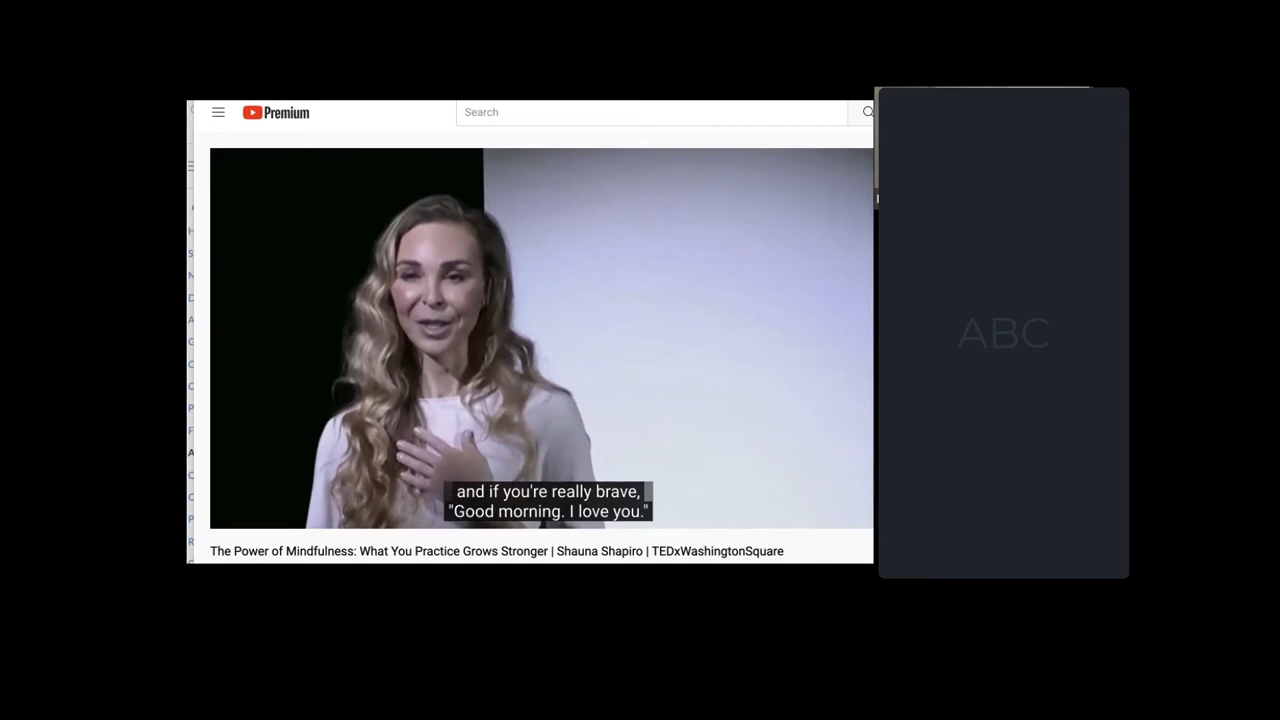 Premium
Search
and if you're really brave,
"Good morning. I love you."
The Power of Mindfulness: What You Practice Grows Stronger | Shauna Shapiro | TEDxWashingtonSquare
ABC